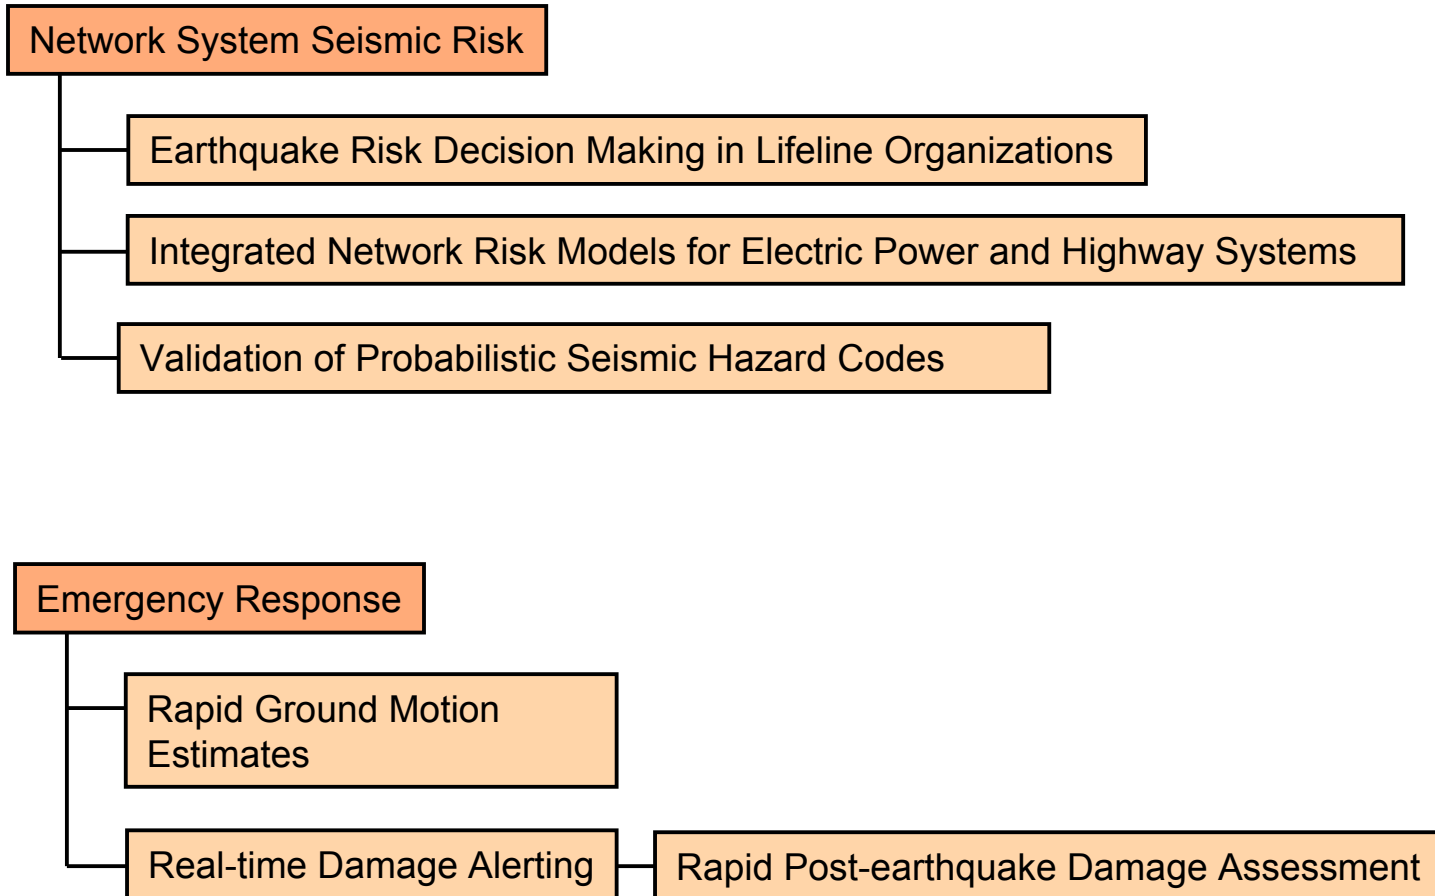 Network System Seismic Risk
Earthquake Risk Decision Making in Lifeline Organizations
Integrated Network Risk Models for Electric Power and Highway Systems
Validation of Probabilistic Seismic Hazard Codes
Emergency Response
Rapid Ground Motion
Estimates
Real-time Damage Alerting
Rapid Post-earthquake Damage Assessment